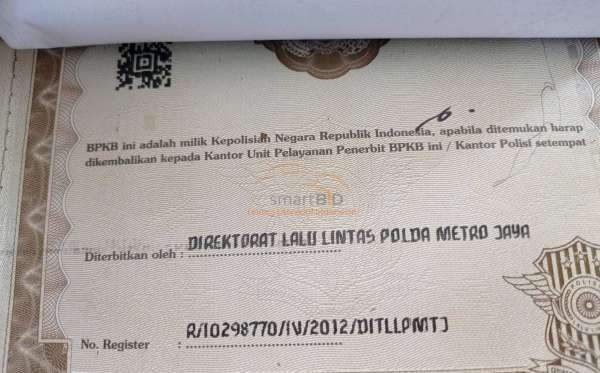 BPKB ini adalah milik Kepolisian Negara Republik Indonesia, apabila ditemukan harap
dikembalikan kepada Kantor Unit Pelayanan Penerbit BPKB ini / Kantor Polisi setempat
smartBID
Diterbitkan oleh : DIREKTORAT LALU LINTAS POLDA METRO JAYA
No. Register : R/10298770/IV/2012/DITLLPMTJ